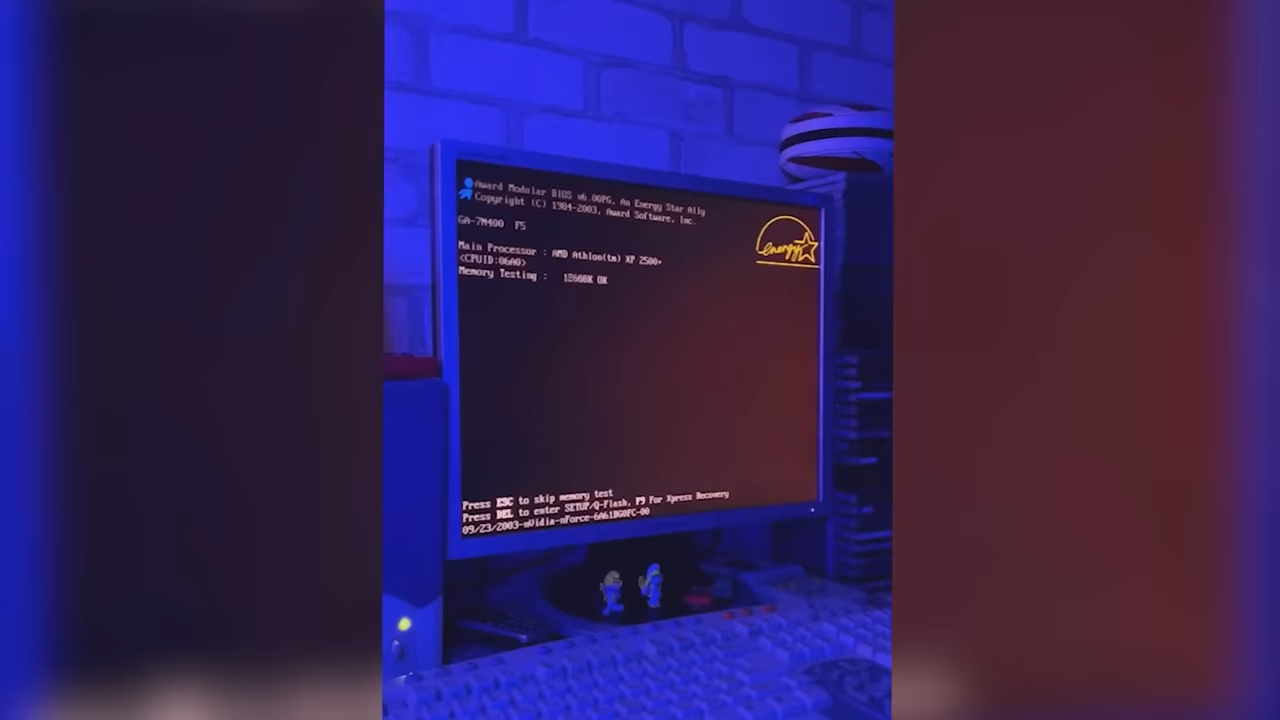 Award Modular BIOS v6.00PG, An Energy Star Ally
Copyright (C) 1984-2003, Award Software, Inc.
energy
GA-7N400 F5
Main Processor : AMD Athlon(tm) XP 2500+
<CPUID:06A0>
Memory Testing : OK
Press ESC to skip memory test
Press DEL to enter SETUP/Q-Flash, F9 For Xpress Recovery
09/23/2003-nVidia-nForce-6A61BG0FC-00